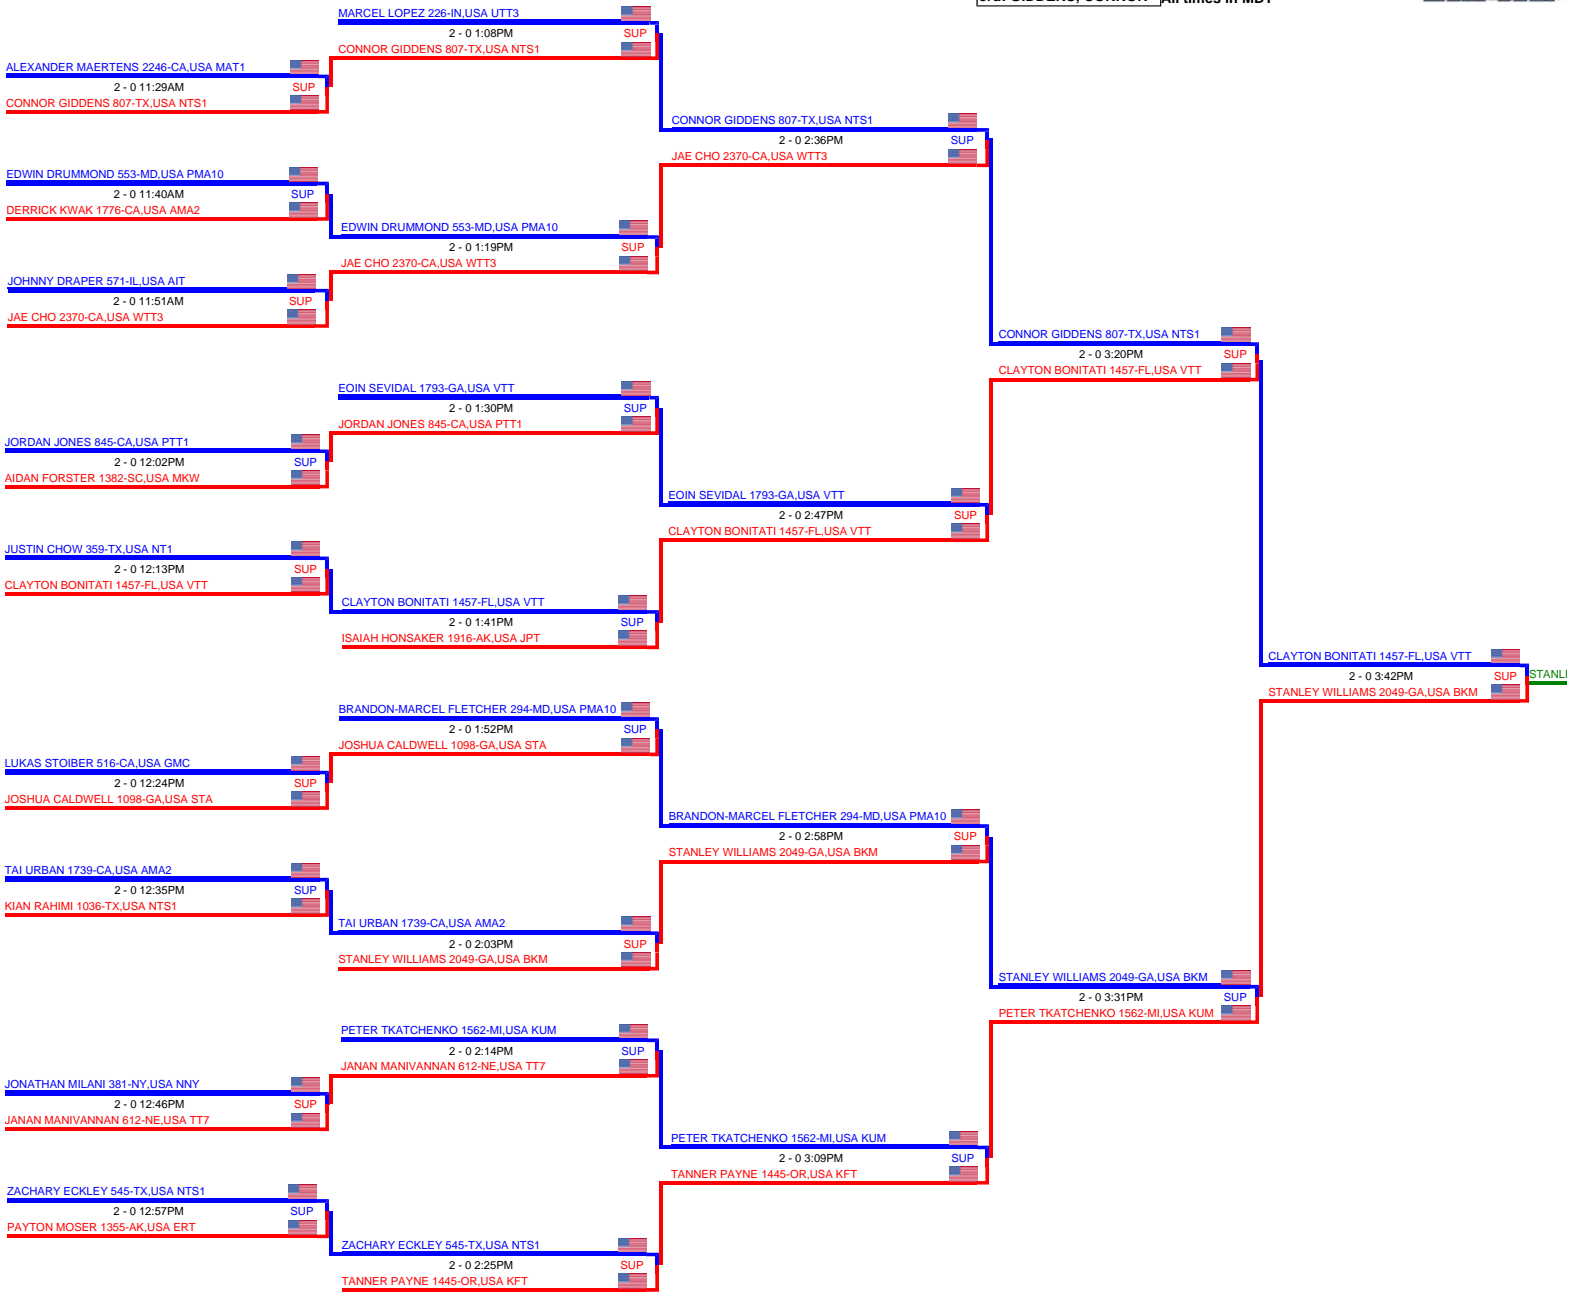 3rd: GIDDENS, CONNOR
All times in MDT
MARCEL LOPEZ 226-IN,USA UTT3
2 - 0 1:08PM SUP
CONNOR GIDDENS 807-TX,USA NTS1
ALEXANDER MAERTENS 2246-CA,USA MAT1
2 - 0 11:29AM SUP
CONNOR GIDDENS 807-TX,USA NTS1
CONNOR GIDDENS 807-TX,USA NTS1
2 - 0 2:36PM SUP
JAE CHO 2370-CA,USA WTT3
EDWIN DRUMMOND 553-MD,USA PMA10
2 - 0 11:40AM SUP
DERRICK KWAK 1776-CA,USA AMA2
EDWIN DRUMMOND 553-MD,USA PMA10
2 - 0 1:19PM SUP
JAE CHO 2370-CA,USA WTT3
JOHNNY DRAPER 571-IL,USA AIT
2 - 0 11:51AM SUP
JAE CHO 2370-CA,USA WTT3
CONNOR GIDDENS 807-TX,USA NTS1
2 - 0 3:20PM SUP
CLAYTON BONITATI 1457-FL,USA VTT
EOIN SEVIDAL 1793-GA,USA VTT
2 - 0 1:30PM SUP
JORDAN JONES 845-CA,USA PTT1
JORDAN JONES 845-CA,USA PTT1
2 - 0 12:02PM SUP
AIDAN FORSTER 1382-SC,USA MKW
EOIN SEVIDAL 1793-GA,USA VTT
2 - 0 2:47PM SUP
CLAYTON BONITATI 1457-FL,USA VTT
JUSTIN CHOW 359-TX,USA NT1
2 - 0 12:13PM SUP
CLAYTON BONITATI 1457-FL,USA VTT
CLAYTON BONITATI 1457-FL,USA VTT
2 - 0 1:41PM SUP
ISAIAH HONSAKER 1916-AK,USA JPT
CLAYTON BONITATI 1457-FL,USA VTT
2 - 0 3:42PM SUP
STANLI
STANLEY WILLIAMS 2049-GA,USA BKM
BRANDON-MARCEL FLETCHER 294-MD,USA PMA10
2 - 0 1:52PM SUP
JOSHUA CALDWELL 1098-GA,USA STA
LUKAS STOIBER 516-CA,USA GMC
2 - 0 12:24PM SUP
JOSHUA CALDWELL 1098-GA,USA STA
BRANDON-MARCEL FLETCHER 294-MD,USA PMA10
2 - 0 2:58PM SUP
STANLEY WILLIAMS 2049-GA,USA BKM
TAI URBAN 1739-CA,USA AMA2
2 - 0 12:35PM SUP
KIAN RAHIMI 1036-TX,USA NTS1
TAI URBAN 1739-CA,USA AMA2
2 - 0 2:03PM SUP
STANLEY WILLIAMS 2049-GA,USA BKM
STANLEY WILLIAMS 2049-GA,USA BKM
2 - 0 3:31PM SUP
PETER TKATCHENKO 1562-MI,USA KUM
PETER TKATCHENKO 1562-MI,USA KUM
2 - 0 2:14PM SUP
JANAN MANIVANNAN 612-NE,USA TT7
JONATHAN MILANI 381-NY,USA NNY
2 - 0 12:46PM SUP
JANAN MANIVANNAN 612-NE,USA TT7
PETER TKATCHENKO 1562-MI,USA KUM
2 - 0 3:09PM SUP
TANNER PAYNE 1445-OR,USA KFT
ZACHARY ECKLEY 545-TX,USA NTS1
2 - 0 12:57PM SUP
PAYTON MOSER 1355-AK,USA ERT
ZACHARY ECKLEY 545-TX,USA NTS1
2 - 0 2:25PM SUP
TANNER PAYNE 1445-OR,USA KFT